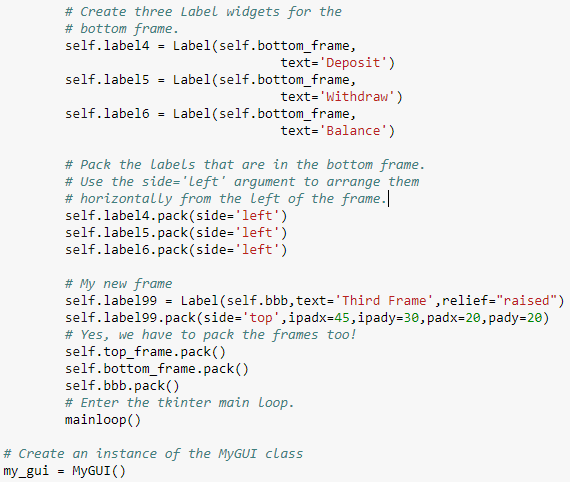 # Create three Label widgets for the
# bottom frame.
self.label4 = Label(self.bottom_frame,
text='Deposit')
self.label5 = Label(self.bottom_frame,
text='Withdraw')
self.label6 = Label(self.bottom_frame,
text='Balance')
# Pack the labels that are in the bottom frame.
# Use the side='left' argument to arrange them
# horizontally from the left of the frame.
self.label4.pack(side='left')
self.label5.pack(side='left')
self.label6.pack(side='left')
# My new frame
self.label99 = Label(self.bbb,text='Third Frame',relief="raised")
self.label99.pack(side='top',ipadx=45,ipady=30,padx=20,pady=20)
# Yes, we have to pack the frames too!
self.top_frame.pack()
self.bottom_frame.pack()
self.bbb.pack()
# Enter the tkinter main loop.
mainloop()
# Create an instance of the MyGUI class
my_gui = MyGUI()